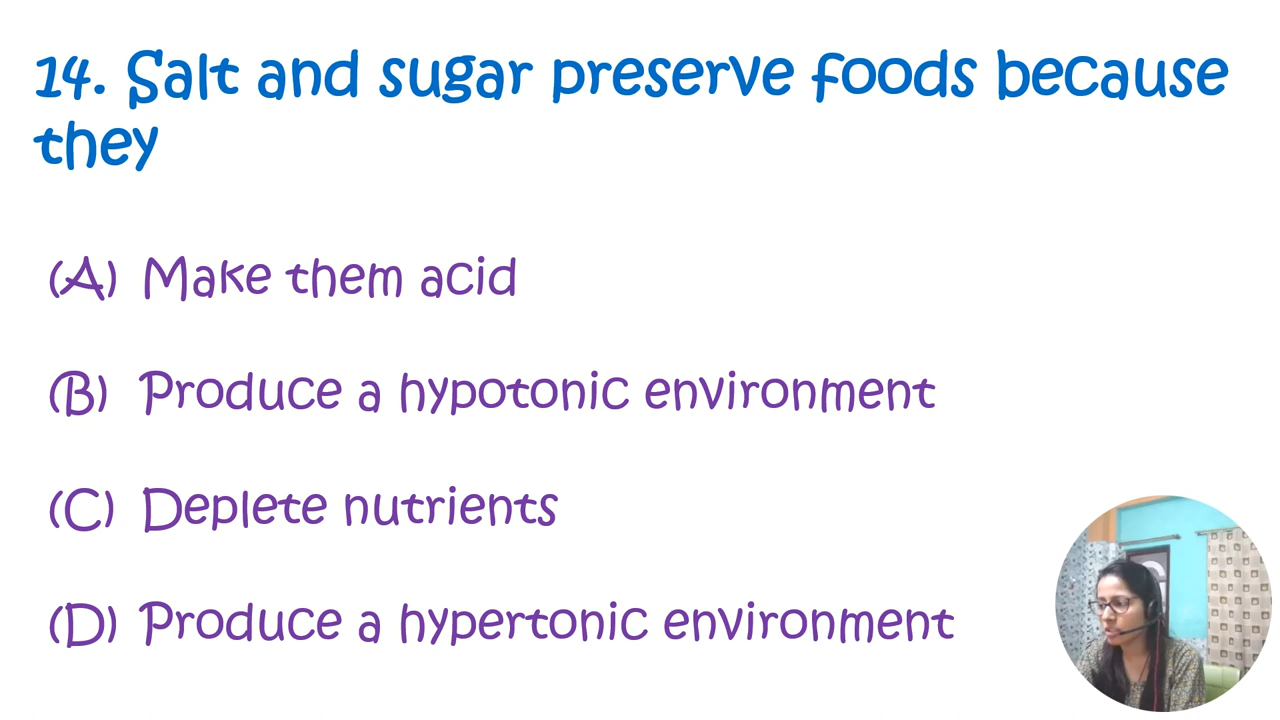 14. Salt and sugar preserve foods because
they
(A) Make them acid
(B) Produce a hypotonic environment
(C) Deplete nutrients
(D) Produce a hypertonic environment